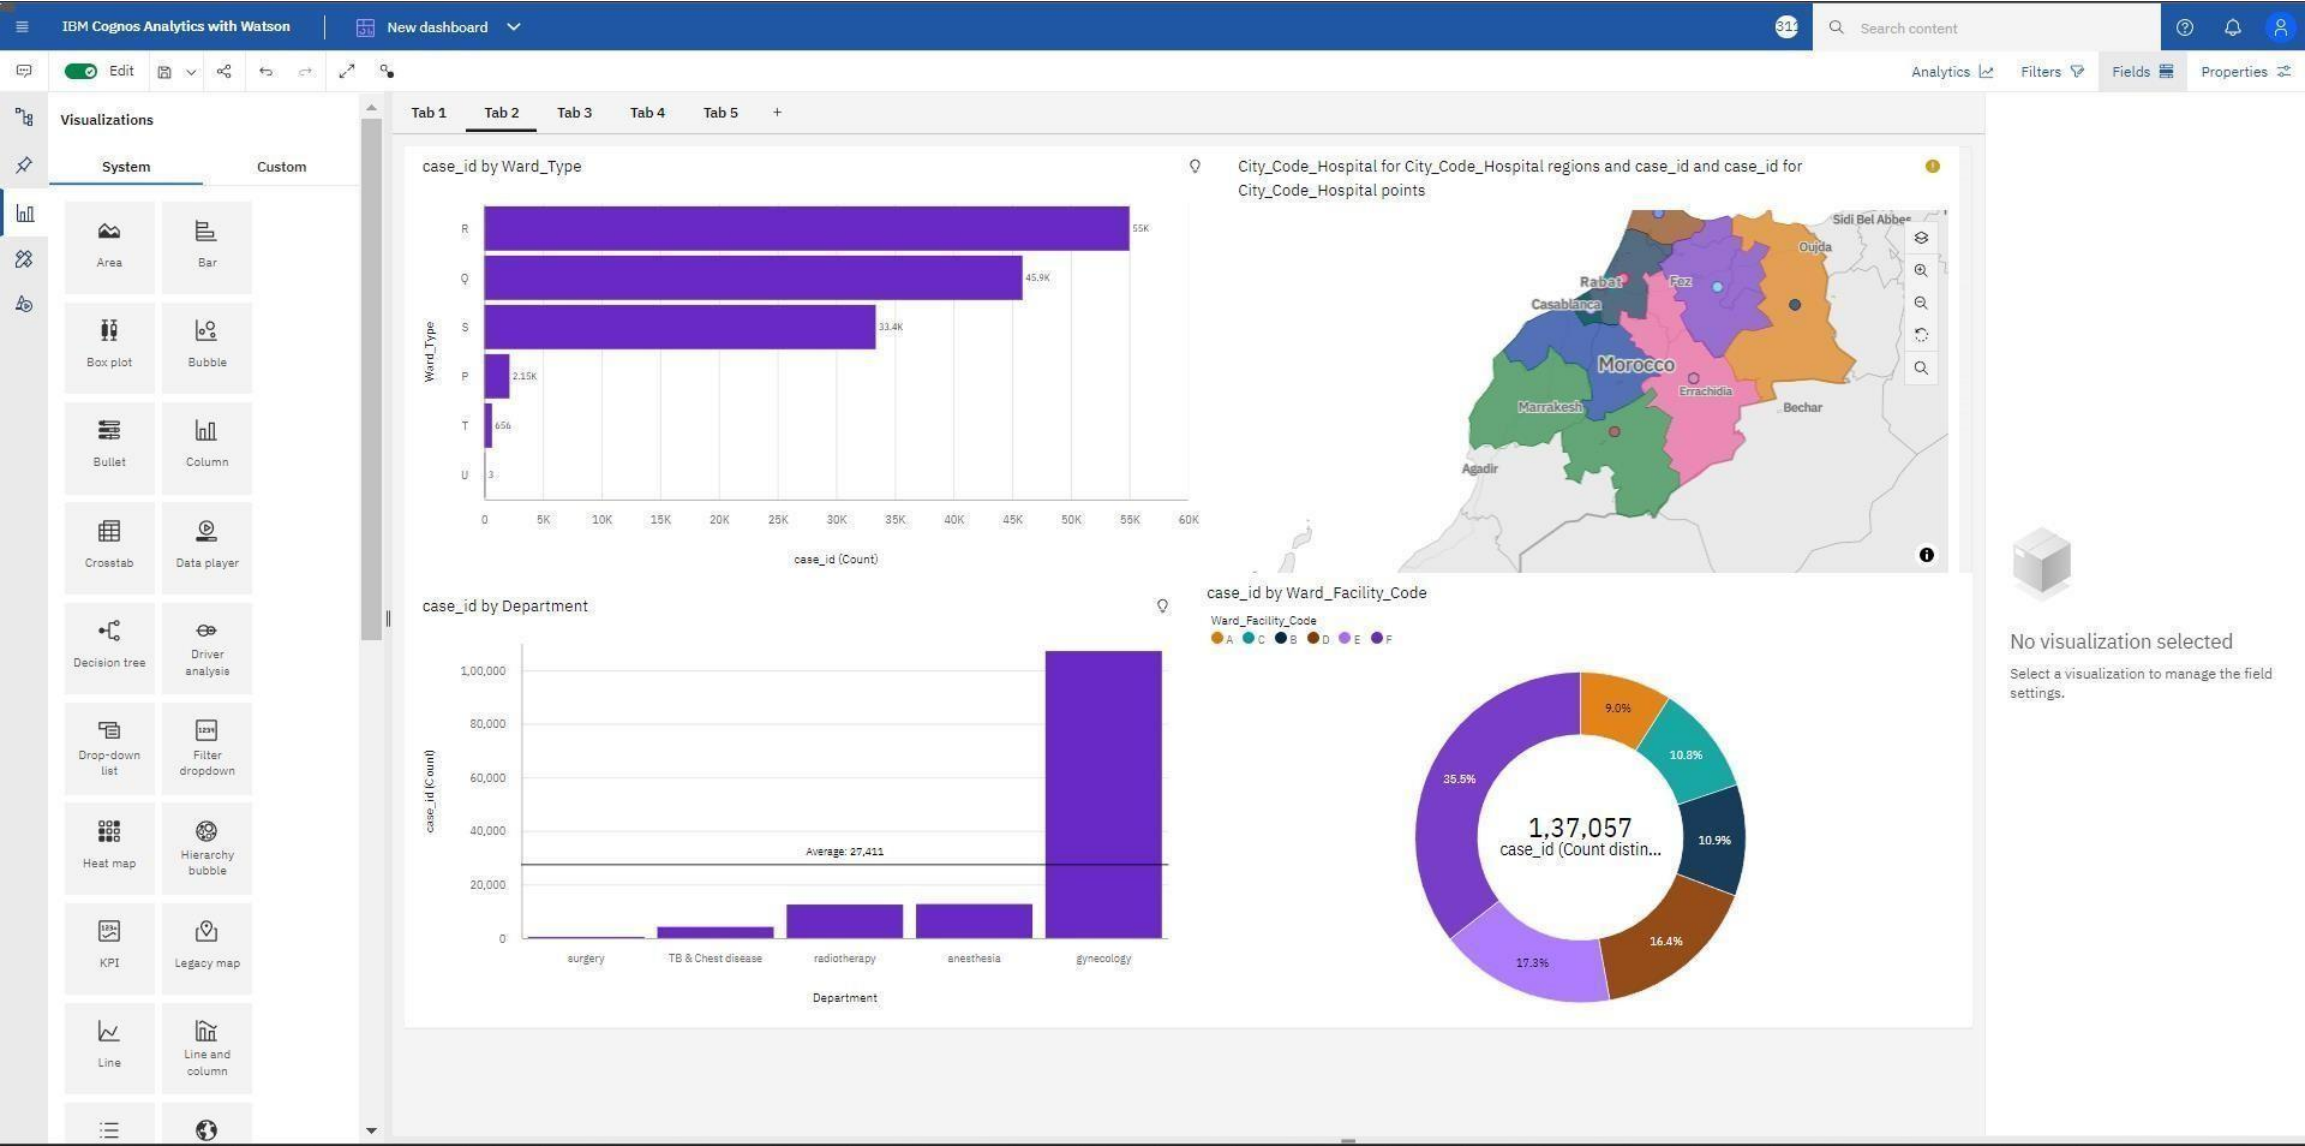 IBM Cognos Analytics with Watson
New dashboard
Search content
Edit
Analytics
Filters
Fields
Properties
Visualizations
System
Custom
Area
Bar
Box plot
Bubble
Bullet
Column
Crosstab
Data player
Decision tree
Driver
analysis
Drop-down
list
Filter
dropdown
Heat map
Hierarchy
bubble
KPI
Legacy map
Line
Line and
column
Tab 1
Tab 2
Tab 3
Tab 4
Tab 5
+
case_id by Ward_Type
Ward_Type
R
55K
Q
45.9K
S
33.4K
P
2.15K
T
656
U
3
0 5K 10K 15K 20K 25K 30K 35K 40K 45K 50K 55K 60K
case_id (Count)
City_Code_Hospital for City_Code_Hospital regions and case_id and case_id for
City_Code_Hospital points
Sidi Bel Abbes
Oujda
Rabat
Fez
Casablanca
Morocco
Errachidia
Marrakesh
Bechar
Agadir
case_id by Department
case_id (Count)
1,00,000
80,000
60,000
40,000
20,000
0
Average: 27,411
surgery
TB & Chest disease
radiotherapy
anesthesia
gynecology
Department
case_id by Ward_Facility_Code
Ward_Facility_Code
A C B D E F
9.0%
10.8%
10.9%
16.4%
17.3%
35.5%
1,37,057
case_id (Count distin...
No visualization selected
Select a visualization to manage the field
settings.